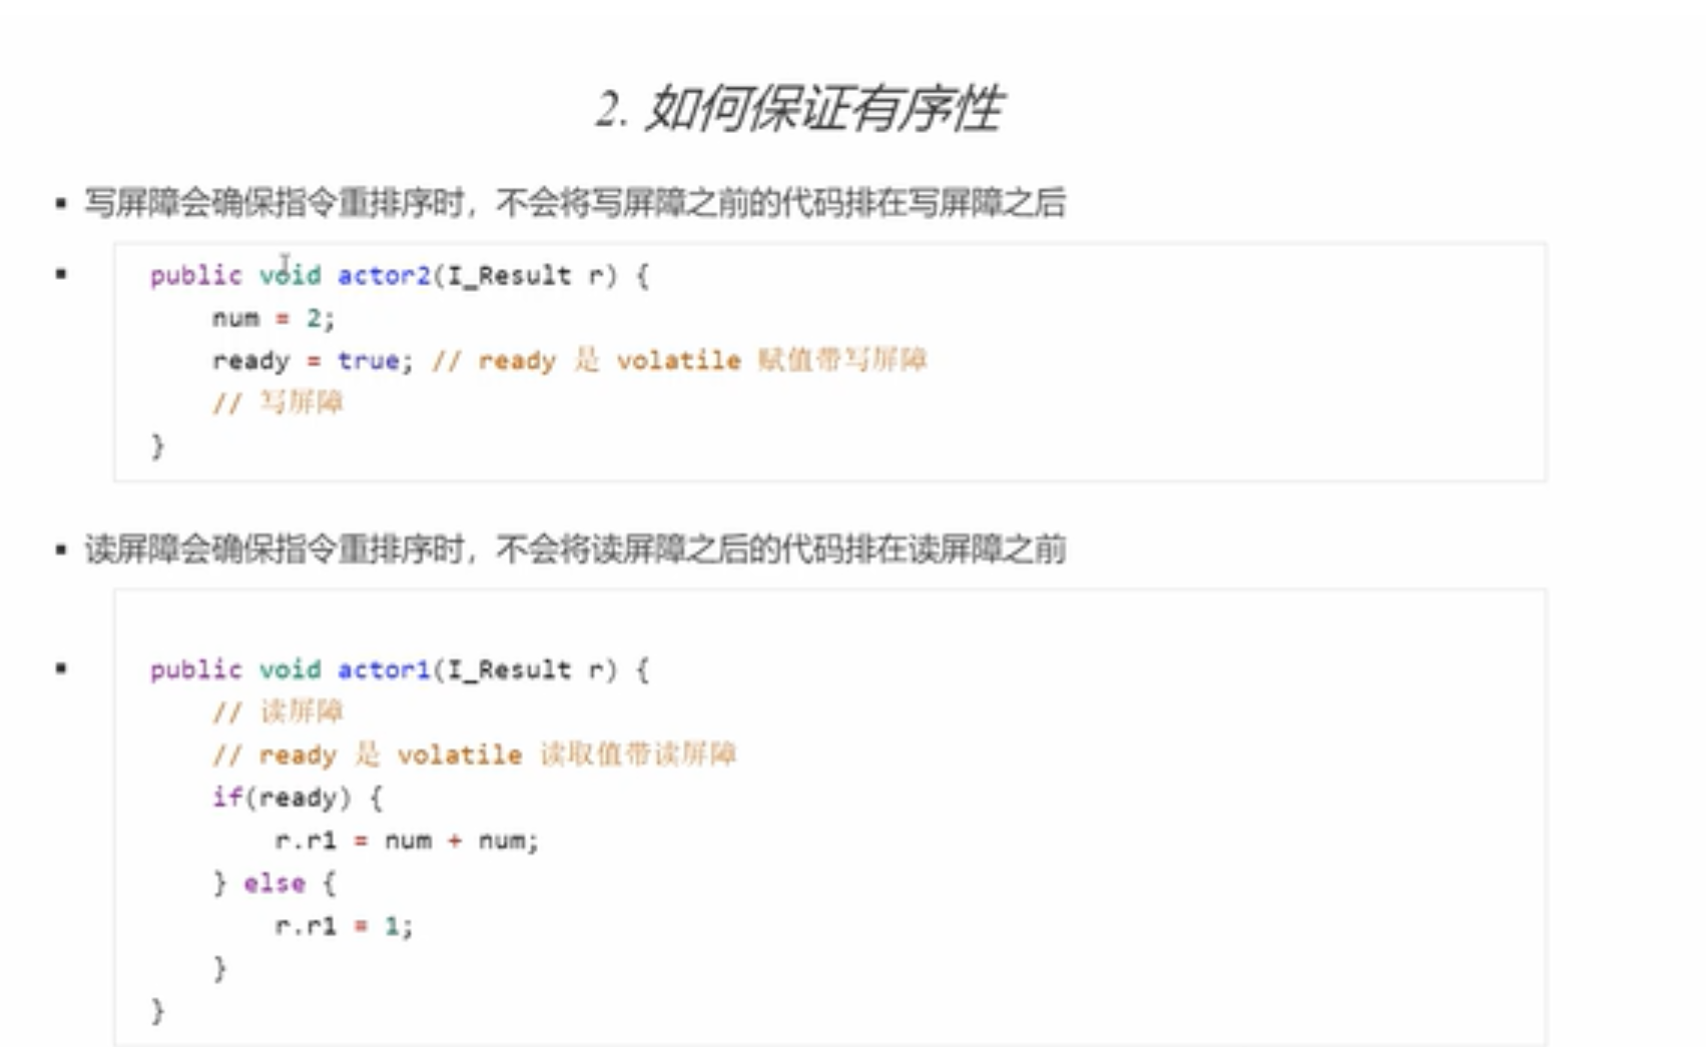 2. 如何保证有序性
▪ 写屏障会确保指令重排序时，不会将写屏障之前的代码排在写屏障之后
▪ public void actor2(I_Result r) {
num = 2;
ready = true; // ready 是 volatile 赋值带写屏障
// 写屏障
}
▪ 读屏障会确保指令重排序时，不会将读屏障之后的代码排在读屏障之前
▪ public void actor1(I_Result r) {
// 读屏障
// ready 是 volatile 读取值带读屏障
if(ready) {
r.r1 = num + num;
} else {
r.r1 = 1;
}
}